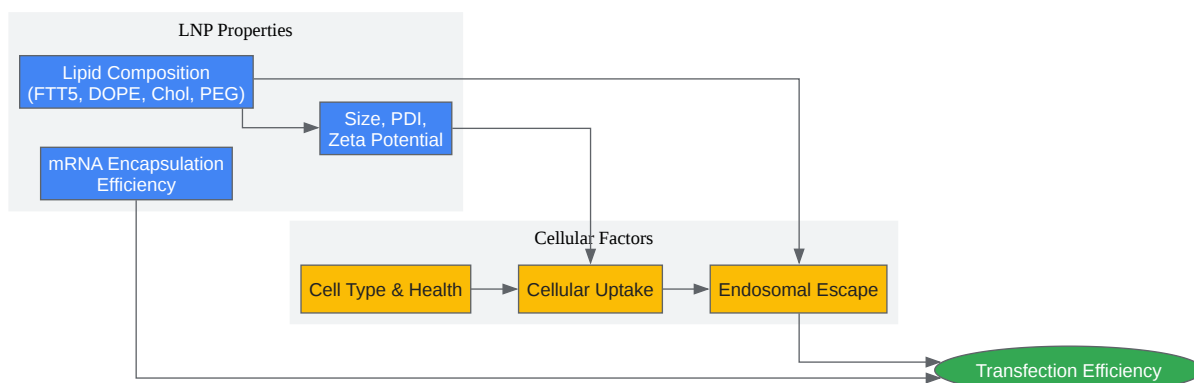 LNP Properties
Lipid Composition
(FTT5, DOPE, Chol, PEG)
Size, PDI,
Zeta Potential
mRNA Encapsulation
Efficiency
Cellular Factors
Cell Type & Health
Cellular Uptake
Endosomal Escape
Transfection Efficiency